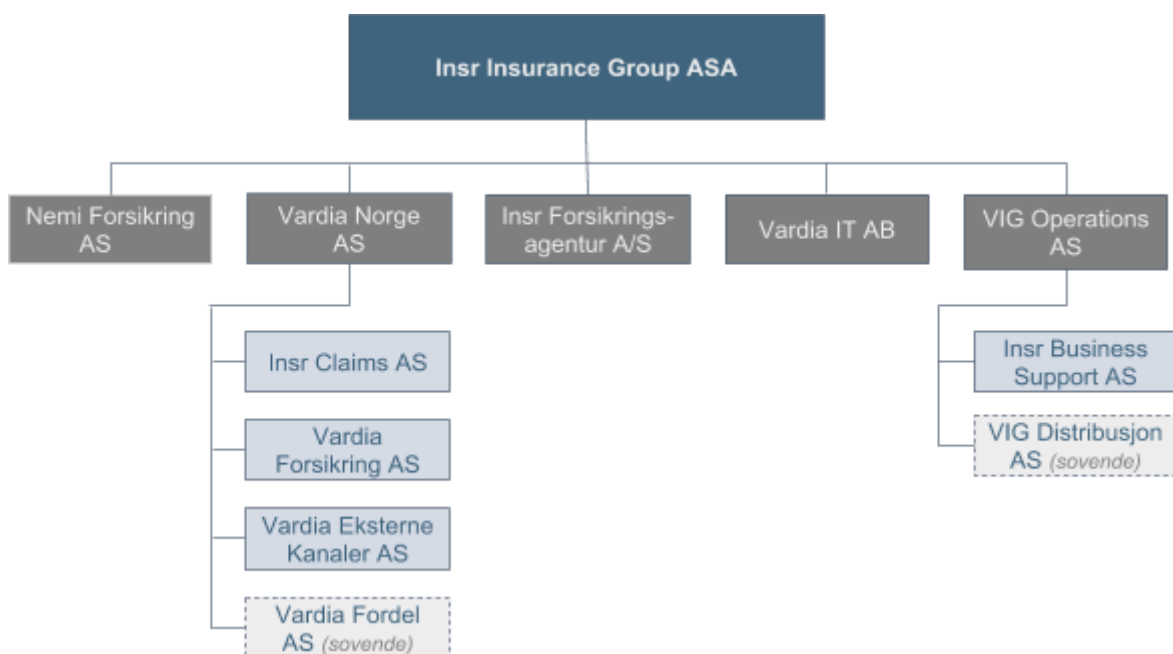 Insr Insurance Group ASA
Nemi Forsikring
AS
Vardia Norge
AS
Insr Forsikrings-
agentur A/S
Vardia IT AB
VIG Operations
AS
Insr Claims AS
Vardia
Forsikring AS
Vardia Eksterne
Kanaler AS
Vardia Fordel
AS (sovende)
Insr Business
Support AS
VIG Distribusjon
AS (sovende)